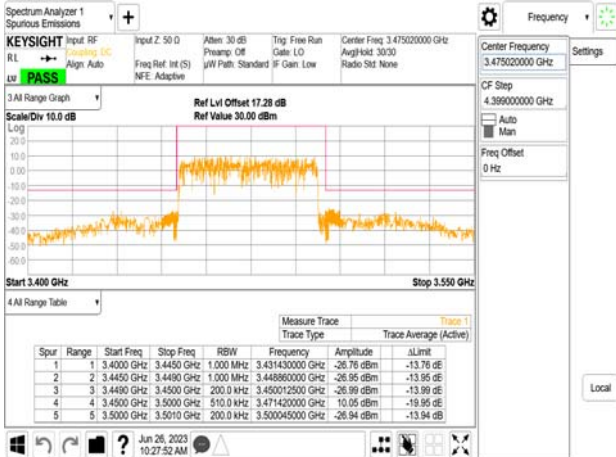 Spectrum Analyzer 1
Spurious Emissions
Frequency
KEYSIGHT
Input: RF
Coupling: DC
Align: Auto
Input Z: 50 Ω
Freq Ref: Int (S)
NFE: Adaptive
Atten: 30 dB
Preamp: Off
µW Path: Standard
Trig: Free Run
Gate: LO
IF Gain: Low
Center Freq: 3.475020000 GHz
Avg|Hold: 30/30
Radio Std: None
RL
LV
PASS
Center Frequency
3.475020000 GHz
Settings
CF Step
4.399000000 GHz
Auto
Man
Freq Offset
0 Hz
Local
3 All Range Graph
Scale/Div 10.0 dB
Ref Lvl Offset 17.28 dB
Ref Value 30.00 dBm
Log
20.0
10.0
0.00
-10.0
-20.0
-30.0
-40.0
-50.0
-60.0
Start 3.400 GHz
Stop 3.550 GHz
4 All Range Table
Measure Trace Trace 1
Trace Type Trace Average (Active)
Spur Range Start Freq Stop Freq RBW Frequency Amplitude ΔLimit
1 1 3.4000 GHz 3.4450 GHz 1.000 MHz 3.431430000 GHz -26.76 dBm -13.76 dB
2 2 3.4450 GHz 3.4490 GHz 1.000 MHz 3.448860000 GHz -26.95 dBm -13.95 dB
3 3 3.4490 GHz 3.4500 GHz 200.0 kHz 3.450012500 GHz -26.99 dBm -13.99 dB
4 4 3.4500 GHz 3.5000 GHz 510.0 kHz 3.471420000 GHz 10.05 dBm -19.95 dB
5 5 3.5000 GHz 3.5010 GHz 200.0 kHz 3.500045000 GHz -26.94 dBm -13.94 dB
Jun 26, 2023
10:27:52 AM